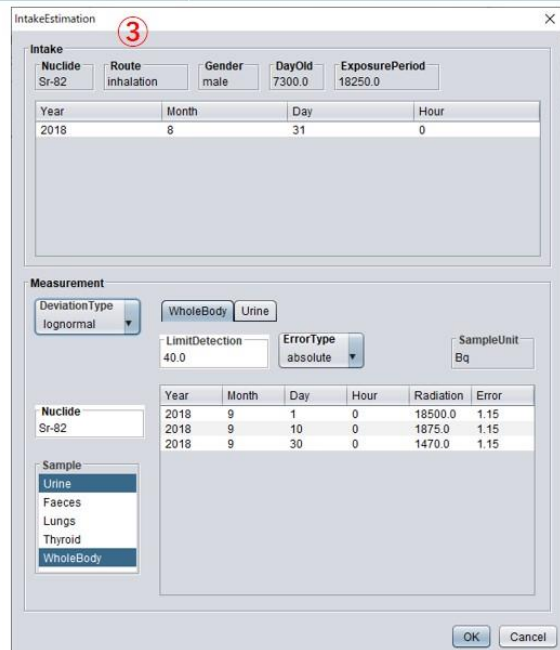 IntakeEstimation
③
Intake
Nuclide Route Gender DayOld ExposurePeriod
Sr-82 inhalation male 7300.0 18250.0
Year Month Day Hour
2018 8 31 0
Measurement
DeviationType
lognormal
WholeBody Urine
LimitDetection ErrorType SampleUnit
40.0 absolute Bq
Nuclide
Sr-82
Year Month Day Hour Radiation Error
2018 9 1 0 18500.0 1.15
2018 9 10 0 1875.0 1.15
2018 9 30 0 1470.0 1.15
Sample
Urine
Faeces
Lungs
Thyroid
WholeBody
OK Cancel